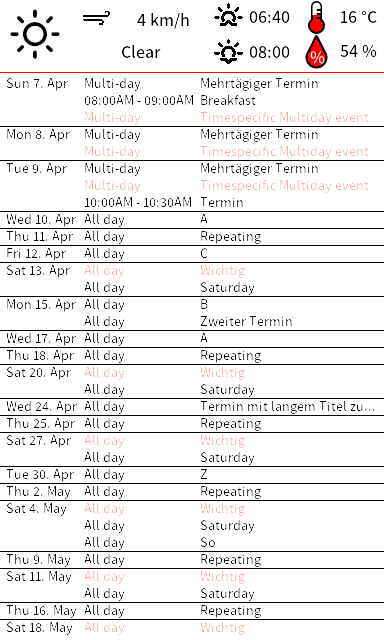 4 km/h 06:40 16 °C
Clear 08:00 % 54 %
Sun 7. Apr Multi-day Mehrtägiger Termin
08:00AM - 09:00AM Breakfast
Multi-day Timespecific Multiday event
Mon 8. Apr Multi-day Mehrtägiger Termin
Multi-day Timespecific Multiday event
Tue 9. Apr Multi-day Mehrtägiger Termin
Multi-day Timespecific Multiday event
10:00AM - 10:30AM Termin
Wed 10. Apr All day A
Thu 11. Apr All day Repeating
Fri 12. Apr All day C
Sat 13. Apr All day Wichtig
All day Saturday
Mon 15. Apr All day B
All day Zweiter Termin
Wed 17. Apr All day A
Thu 18. Apr All day Repeating
Sat 20. Apr All day Wichtig
All day Saturday
Wed 24. Apr All day Termin mit langem Titel zu...
Thu 25. Apr All day Repeating
Sat 27. Apr All day Wichtig
All day Saturday
Tue 30. Apr All day Z
Thu 2. May All day Repeating
Sat 4. May All day Wichtig
All day Saturday
All day So
Thu 9. May All day Repeating
Sat 11. May All day Wichtig
All day Saturday
Thu 16. May All day Repeating
Sat 18. May All day Wichtig